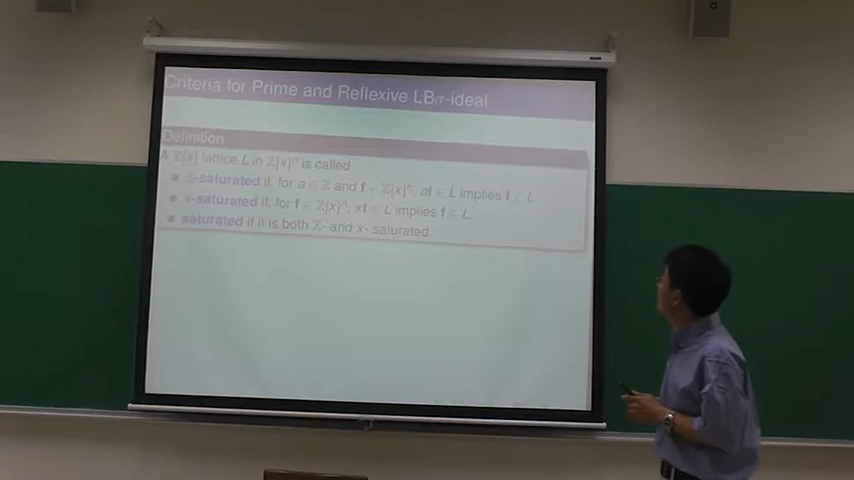 Criteria for Prime and Reflexive LBσ-ideal
Definition
A ℤ[x] lattice L in ℤ[x]ⁿ is called
ℤ-saturated if, for a ∈ ℤ and f ∈ ℤ[x]ⁿ, af ∈ L implies f ∈ L.
x-saturated if, for f ∈ ℤ[x]ⁿ, xf ∈ L implies f ∈ L.
saturated if it is both ℤ- and x- saturated.